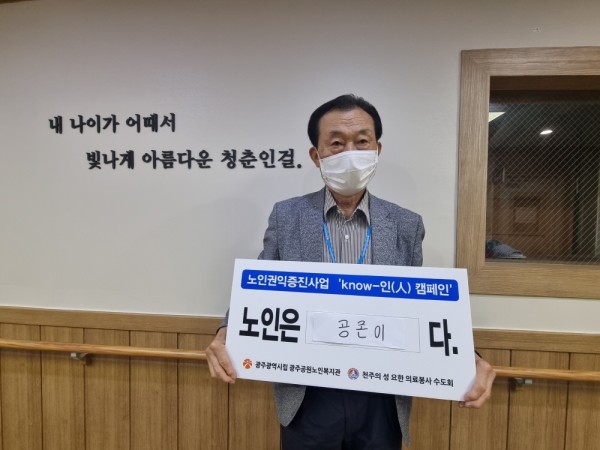 내 나이가 어때서
빛나게 아름다운 청춘인걸.
노인권익증진사업 'know-인(人) 캠페인'
노인은 공존이 다.
광주광역시립 광주공원노인복지관 천주의 성 요한 의료봉사 수도회